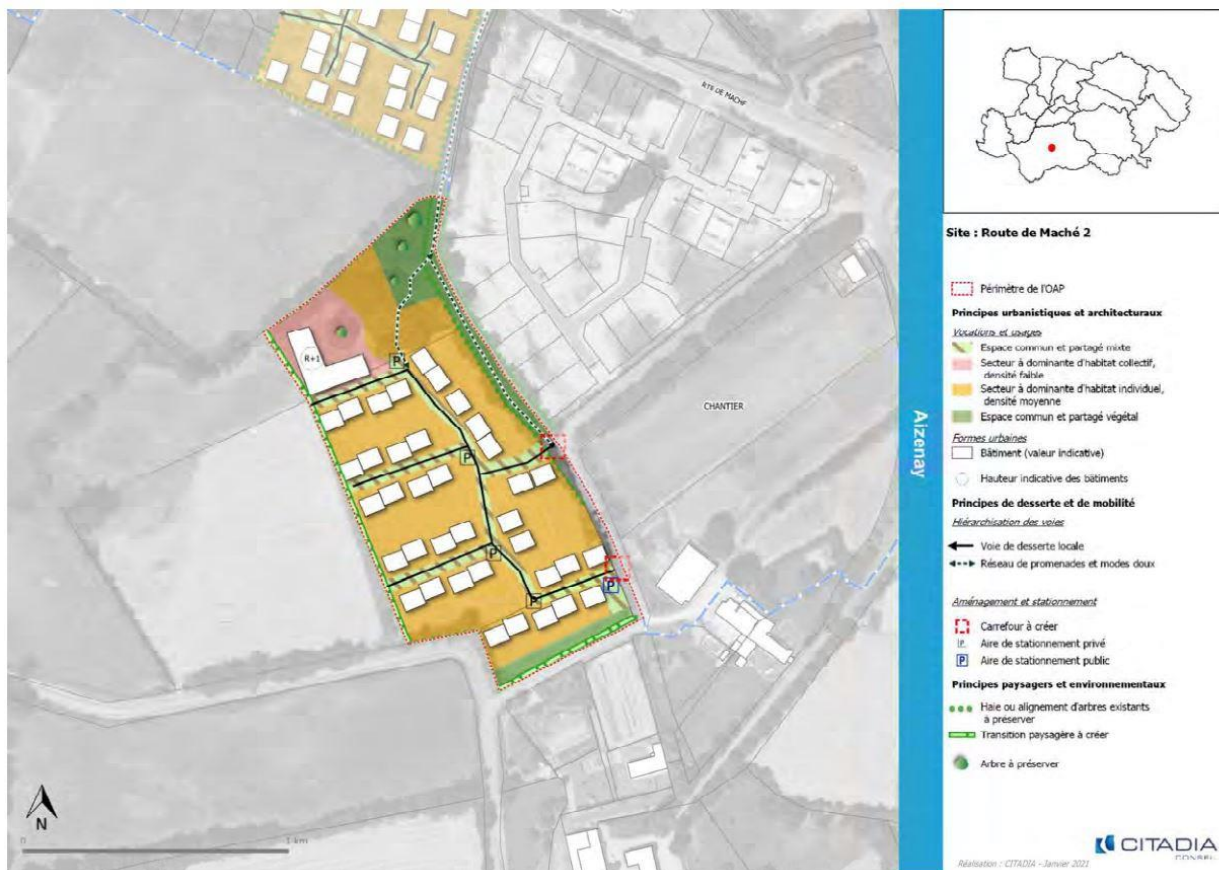 RTE DE MACHÉ
R+1
P
P
CHANTIER
P
P
P
N
0
1 km
Aizenay
Site : Route de Maché 2
Périmètre de l'OAP
Principes urbanistiques et architecturaux
Vocations et usages
Espace commun et partagé mixte
Secteur à dominante d'habitat collectif,
densité faible
Secteur à dominante d'habitat individuel,
densité moyenne
Espace commun et partagé végétal
Formes urbaines
Bâtiment (valeur indicative)
Hauteur indicative des bâtiments
Principes de desserte et de mobilité
Hiérarchisation des voies
Voie de desserte locale
Réseau de promenades et modes doux
Aménagement et stationnement
Carrefour à créer
P Aire de stationnement privé
P Aire de stationnement public
Principes paysagers et environnementaux
Haie ou alignement d'arbres existants
à préserver
Transition paysagère à créer
Arbre à préserver
CITADIA
CONSEIL
Réalisation : CITADIA - Janvier 2021